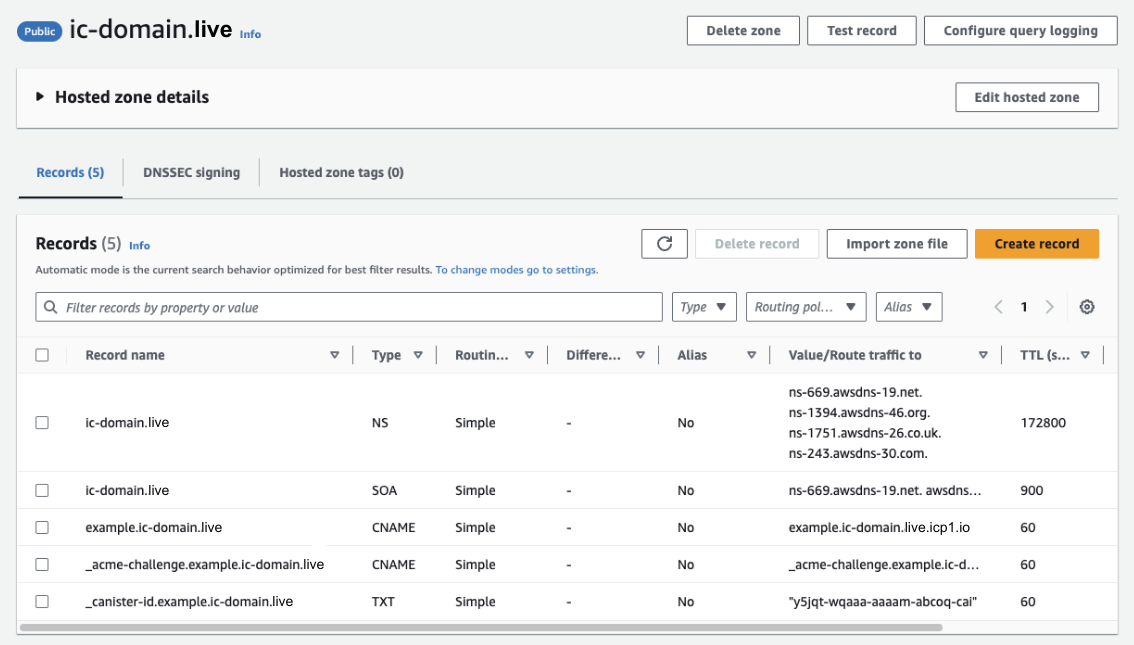 Public ic-domain.live Info
Delete zone Test record Configure query logging
Hosted zone details Edit hosted zone
Records (5) DNSSEC signing Hosted zone tags (0)
Records (5) Info
Delete record Import zone file Create record
Automatic mode is the current search behavior optimized for best filter results. To change modes go to settings.
Filter records by property or value Type Routing pol... Alias 1
Record name Type Routin... Differe... Alias Value/Route traffic to TTL (s...
ic-domain.live NS Simple - No ns-669.awsdns-19.net.
ns-1394.awsdns-46.org.
ns-1751.awsdns-26.co.uk.
ns-243.awsdns-30.com. 172800
ic-domain.live SOA Simple - No ns-669.awsdns-19.net. awsdns... 900
example.ic-domain.live CNAME Simple - No example.ic-domain.live.icp1.io 60
_acme-challenge.example.ic-domain.live CNAME Simple - No _acme-challenge.example.ic-d... 60
_canister-id.example.ic-domain.live TXT Simple - No "y5jqt-wqaaa-aaaam-abcoq-cai" 60